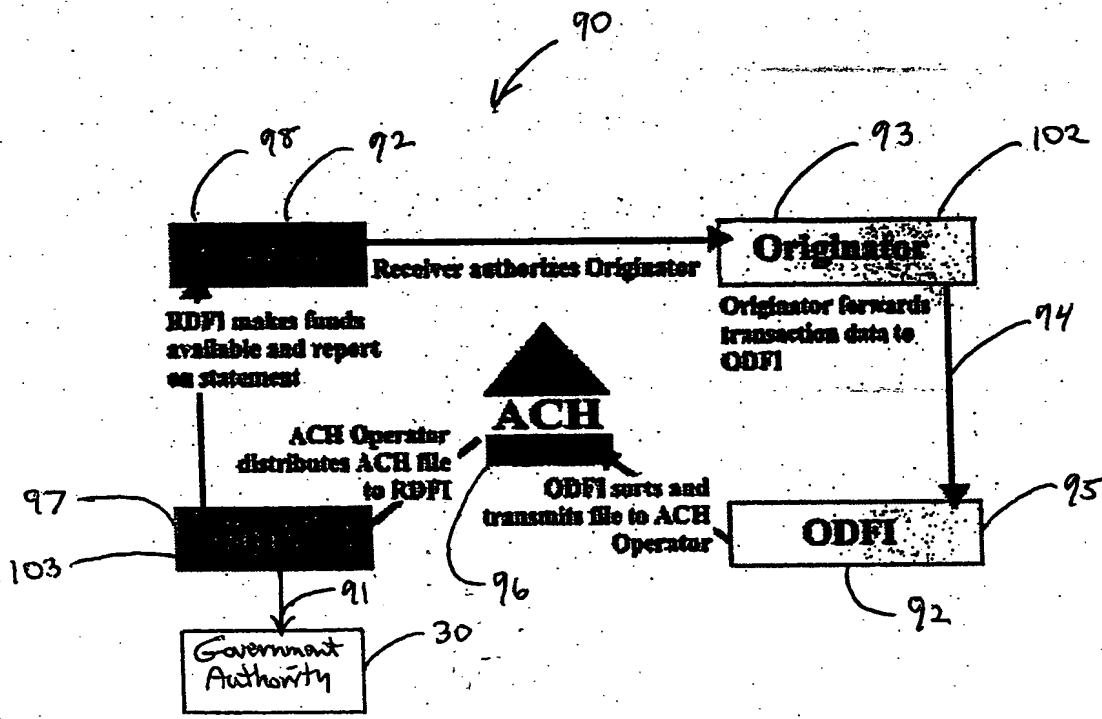 90
98
92
93
102
Originator
Receiver authorizes Originator
RDFI makes funds
available and report
on statement
Originator forwards
transaction data to
ODFI
94
ACH
ACH Operator
distributes ACH file
to RDFI
ODFI sorts and
transmits file to ACH
Operator
97
103
96
ODFI
95
92
91
30
Government
Authority